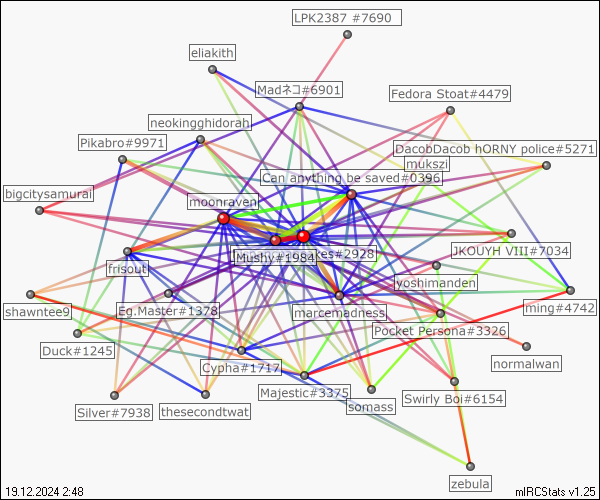 LPK2387 #7690
eliakith
Madネコ#6901
Fedora Stoat#4479
neokingghidorah
Pikabro#9971
DacobDacob hORNY police#5271
mukszi
Can anything be saved#0396
bigcitysamurai
moonraven
JKOUYH VIII#7034
Mushy#1984
kes#2928
frisouti
yoshimanden
shawntee9
Eg.Master#1378
marcemadness
ming#4742
Pocket Persona#3326
Duck#1245
normalwan
Cypha#1717
Majestic#3375
Swirly Boi#6154
somass
Silver#7938
thesecondtwat
zebula
19.12.2024 2:48
mIRCStats v1.25